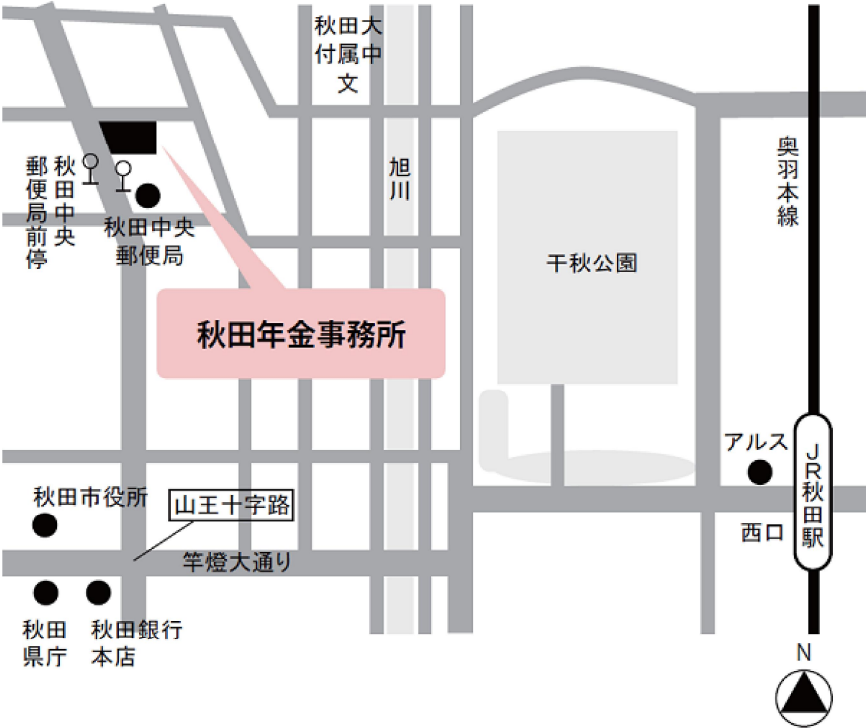 秋田大
付属中
文
旭川
奥羽本線
秋田中央
郵便局前停
秋田中央
郵便局
干秋公園
秋田年金事務所
アルス
JR秋田駅
西口
秋田市役所
山王十字路
竿燈大通り
秋田
県庁
秋田銀行
本店
N